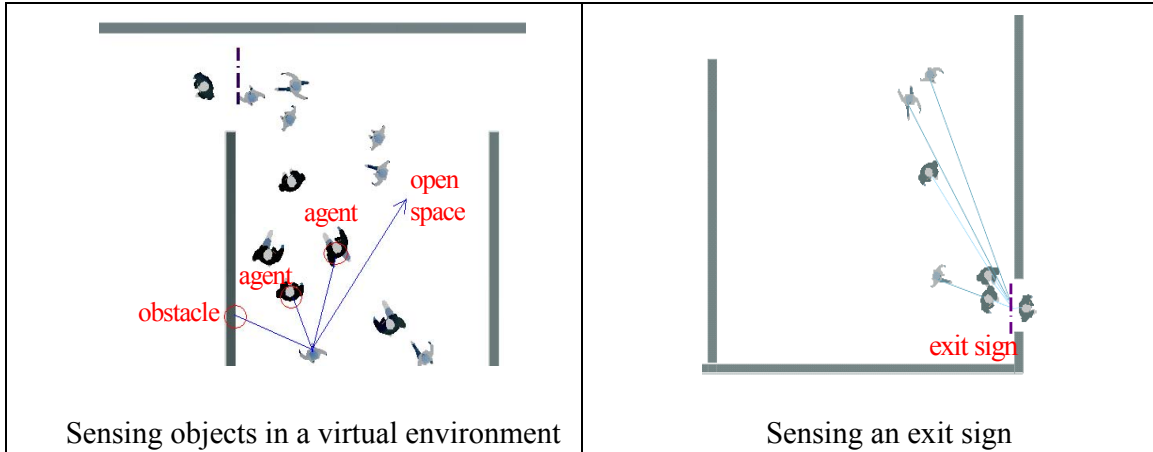 open
space
agent
agent
obstacle
exit sign
Sensing objects in a virtual environment
Sensing an exit sign